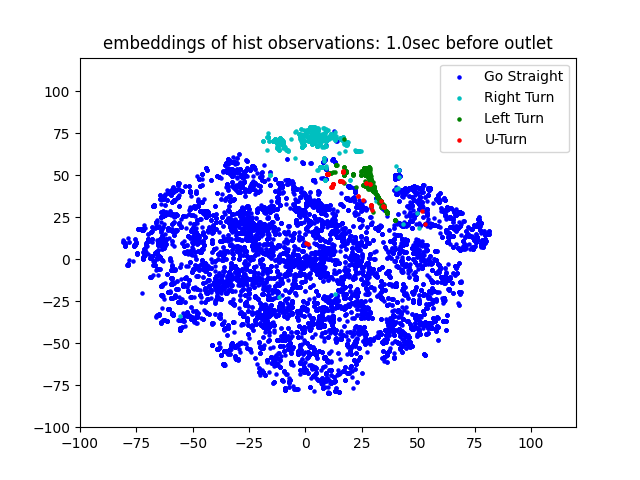 embeddings of hist observations: 1.0sec before outlet
Go Straight
Right Turn
Left Turn
U-Turn
100
75
50
25
0
−25
−50
−75
−100
−100 −75 −50 −25 0 25 50 75 100